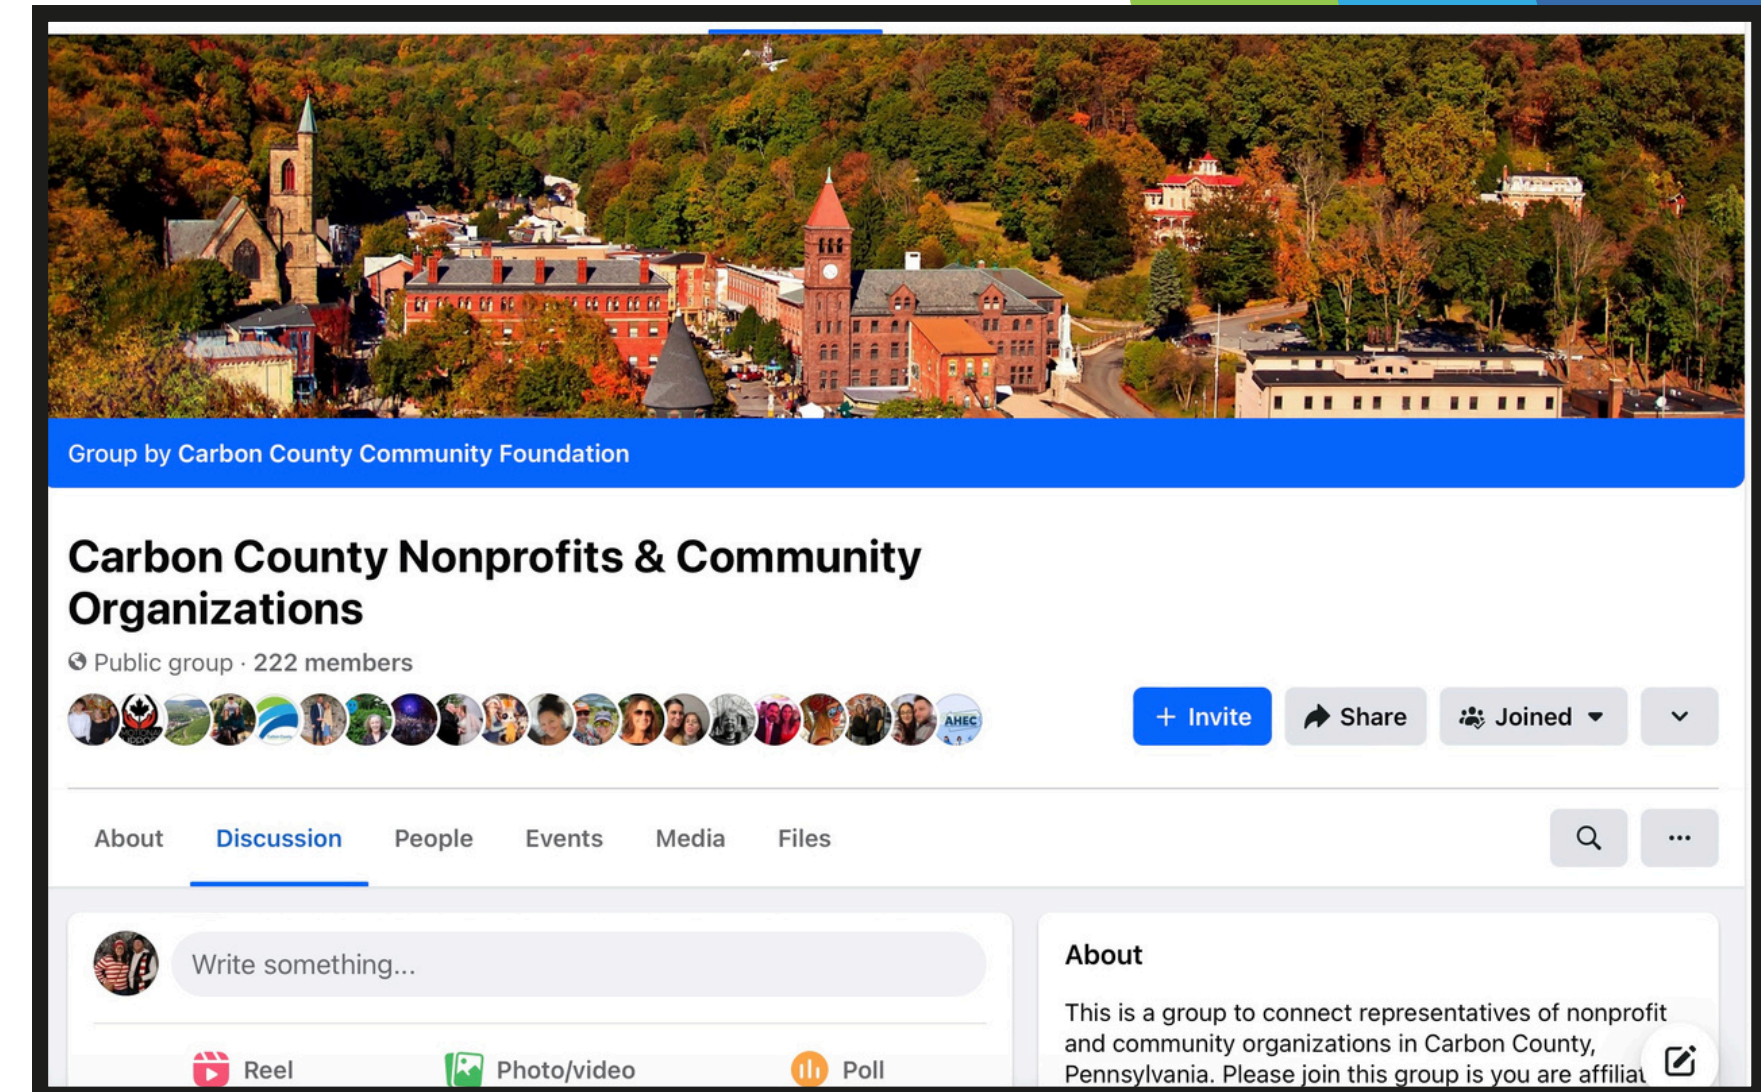 Group by Carbon County Community Foundation
Carbon County Nonprofits & Community
Organizations
Public group · 222 members
AHEC
+ Invite
Share
Joined
About
Discussion
People
Events
Media
Files
Write something...
Reel
Photo/video
Poll
About
This is a group to connect representatives of nonprofit
and community organizations in Carbon County,
Pennsylvania. Please join this group is you are affiliat